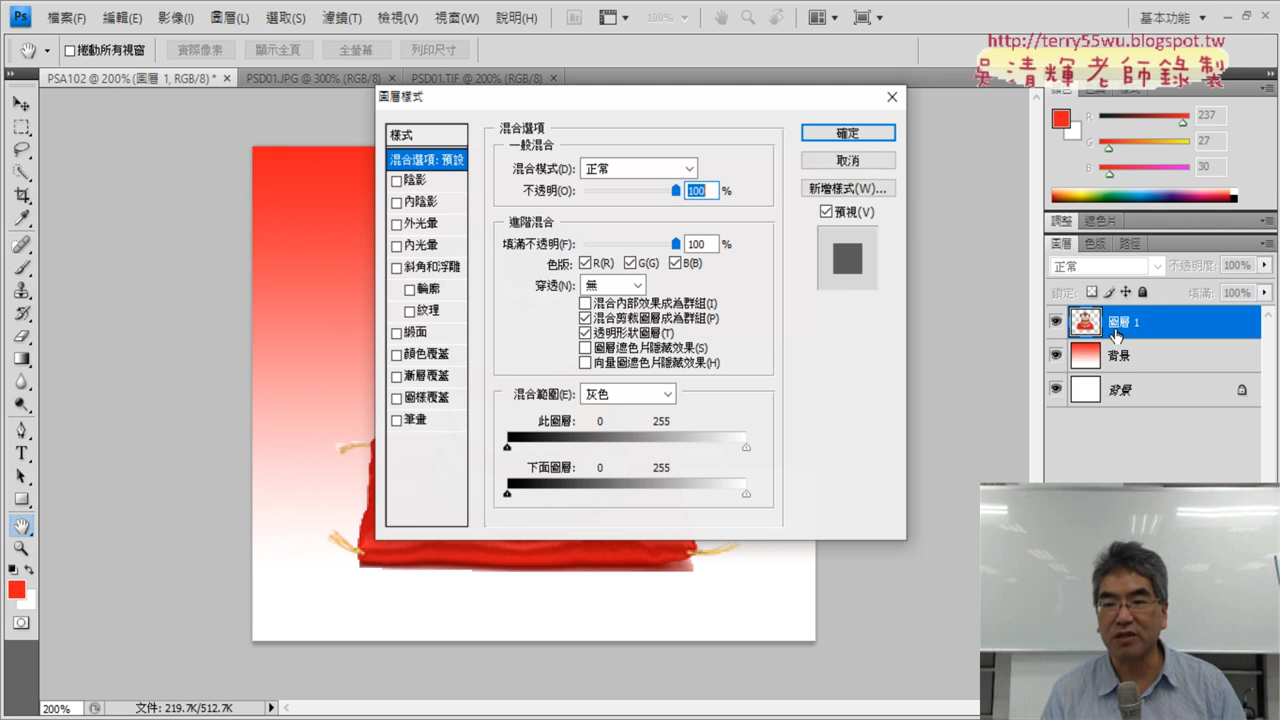 Ps 檔案(F) 編輯(E) 影像(I) 圖層(L) 選取(S) 濾鏡(T) 檢視(V) 視窗(W) 說明(H) Br 100% 基本功能
捲動所有視窗 實際像素 顯示全頁 全螢幕 列印尺寸
http://terry55wu.blogspot.tw
吳清輝老師錄製
PSA102 @ 200% (圖層 1, RGB/8) * × PSD01.JPG @ 300% (RGB/8) × PSD01.TIF @ 200% (RGB/8) ×
圖層樣式
樣式
混合選項: 預設
陰影
內陰影
外光暈
內光暈
斜角和浮雕
輪廓
紋理
緞面
顏色覆蓋
漸層覆蓋
圖樣覆蓋
筆畫
混合選項
一般混合
混合模式(D): 正常
不透明(O): 100 %
進階混合
填滿不透明(F): 100 %
色版: R(R) G(G) B(B)
穿透(N): 無
混合內部效果成為群組(I)
混合剪裁圖層成為群組(P)
透明形狀圖層(T)
圖層遮色片隱藏效果(S)
向量圖遮色片隱藏效果(H)
混合範圍(E): 灰色
此圖層: 0 255
下面圖層: 0 255
確定
取消
新增樣式(W)...
預視(V)
R 237
G 27
B 30
調整 遮色片
圖層 色版 路徑
正常 不透明度: 100%
鎖定: 填滿: 100%
圖層 1
背景
背景
200% 文件: 219.7K/512.7K